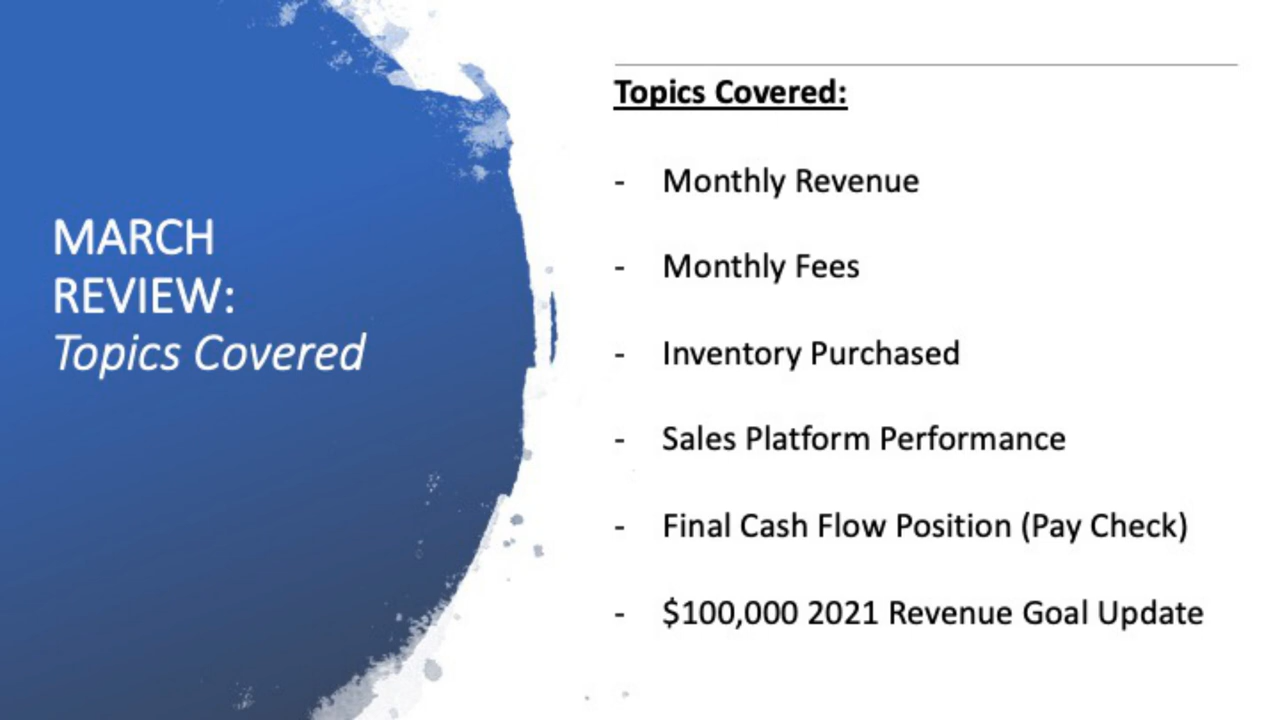 MARCH
REVIEW:
Topics Covered
Topics Covered:
- Monthly Revenue
- Monthly Fees
- Inventory Purchased
- Sales Platform Performance
- Final Cash Flow Position (Pay Check)
- $100,000 2021 Revenue Goal Update